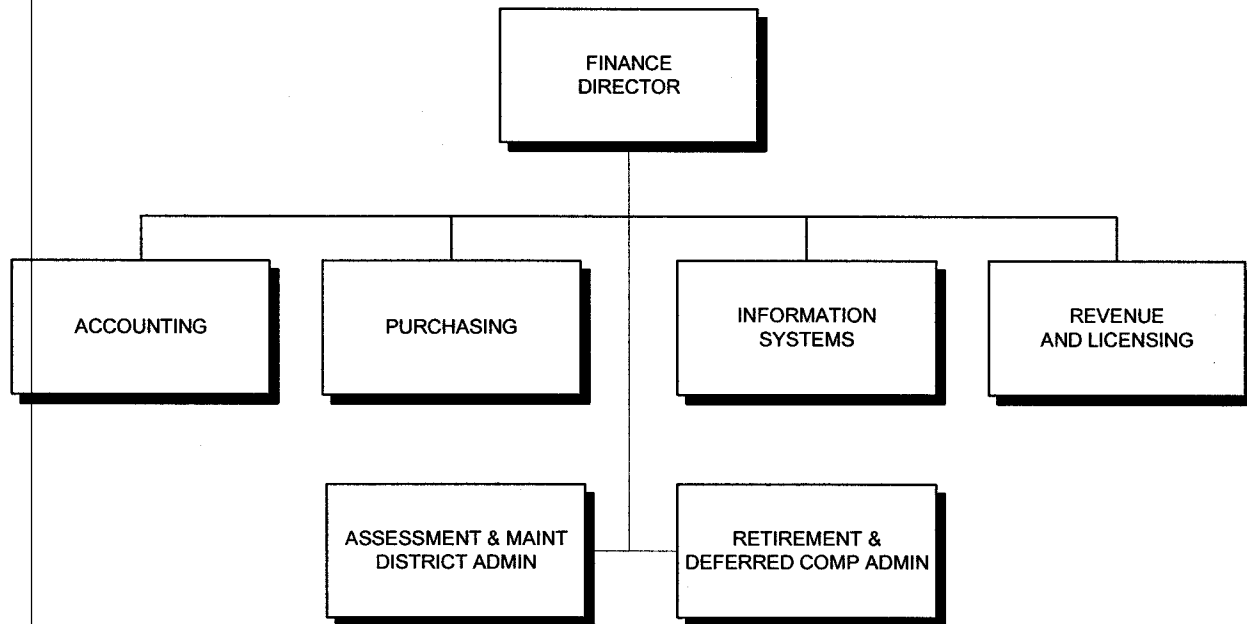 FINANCE
DIRECTOR
ACCOUNTING
PURCHASING
INFORMATION
SYSTEMS
REVENUE
AND LICENSING
ASSESSMENT & MAINT
DISTRICT ADMIN
RETIREMENT &
DEFERRED COMP ADMIN